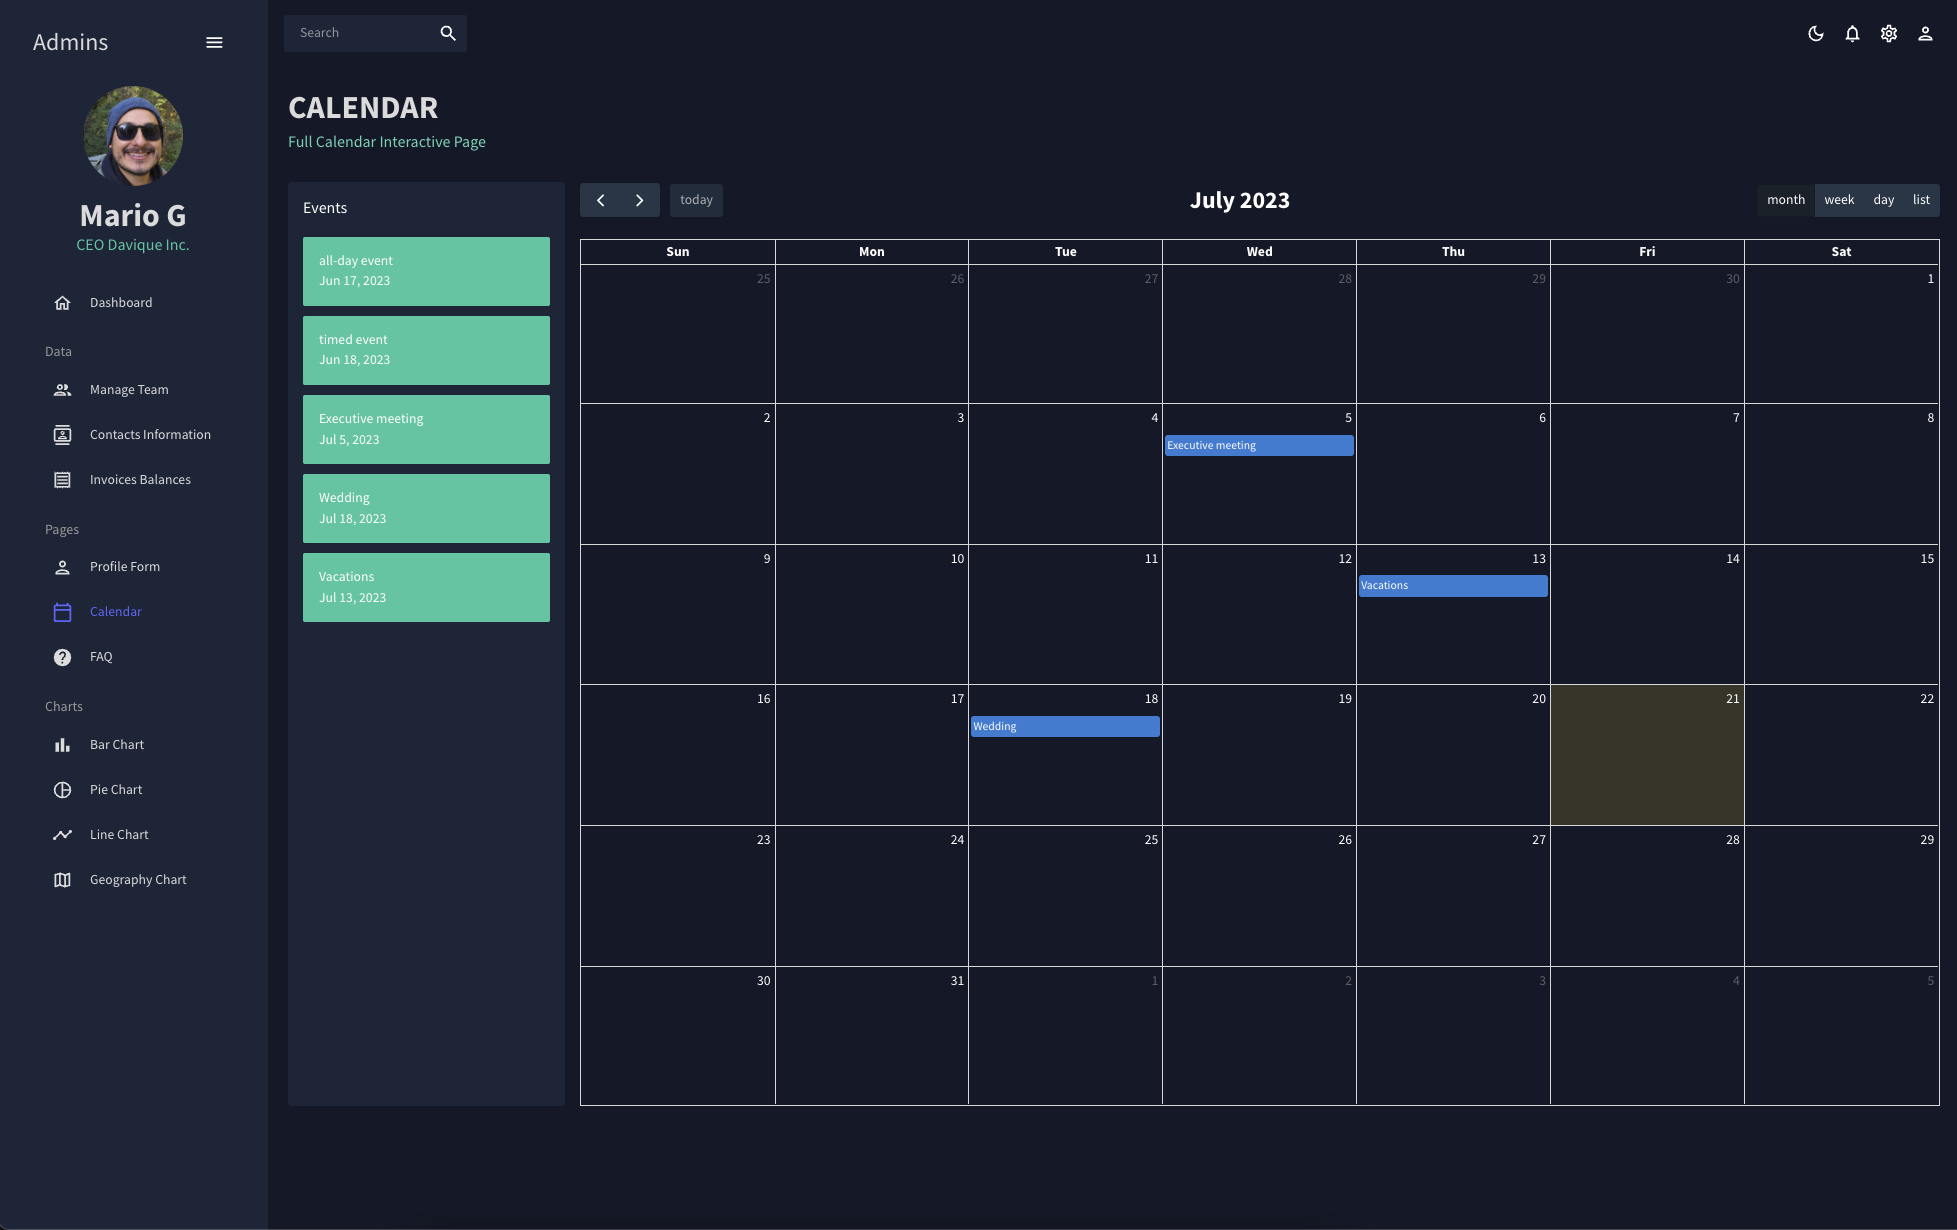 Admins
Search
Mario G
CEO Davique Inc.
Dashboard
Data
Manage Team
Contacts Information
Invoices Balances
Pages
Profile Form
Calendar
FAQ
Charts
Bar Chart
Pie Chart
Line Chart
Geography Chart
CALENDAR
Full Calendar Interactive Page
Events
all-day event
Jun 17, 2023
timed event
Jun 18, 2023
Executive meeting
Jul 5, 2023
Wedding
Jul 18, 2023
Vacations
Jul 13, 2023
today
July 2023
month week day list
Sun Mon Tue Wed Thu Fri Sat
25 26 27 28 29 30 1
2 3 4 5 6 7 8
Executive meeting
9 10 11 12 13 14 15
Vacations
16 17 18 19 20 21 22
Wedding
23 24 25 26 27 28 29
30 31 1 2 3 4 5